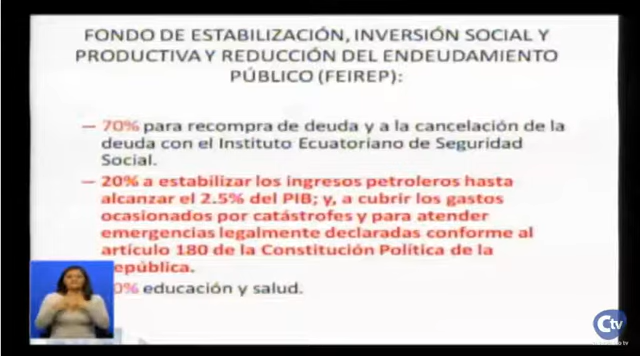 FONDO DE ESTABILIZACIÓN, INVERSIÓN SOCIAL Y
PRODUCTIVA Y REDUCCIÓN DEL ENDEUDAMIENTO
PÚBLICO (FEIREP):
— 70% para recompra de deuda y a la cancelación de la
deuda con el Instituto Ecuatoriano de Seguridad
Social.
— 20% a estabilizar los ingresos petroleros hasta
alcanzar el 2.5% del PIB; y, a cubrir los gastos
ocasionados por catástrofes y para atender
emergencias legalmente declaradas conforme al
artículo 180 de la Constitución Política de la
epública.
0% educación y salud.
Ctv